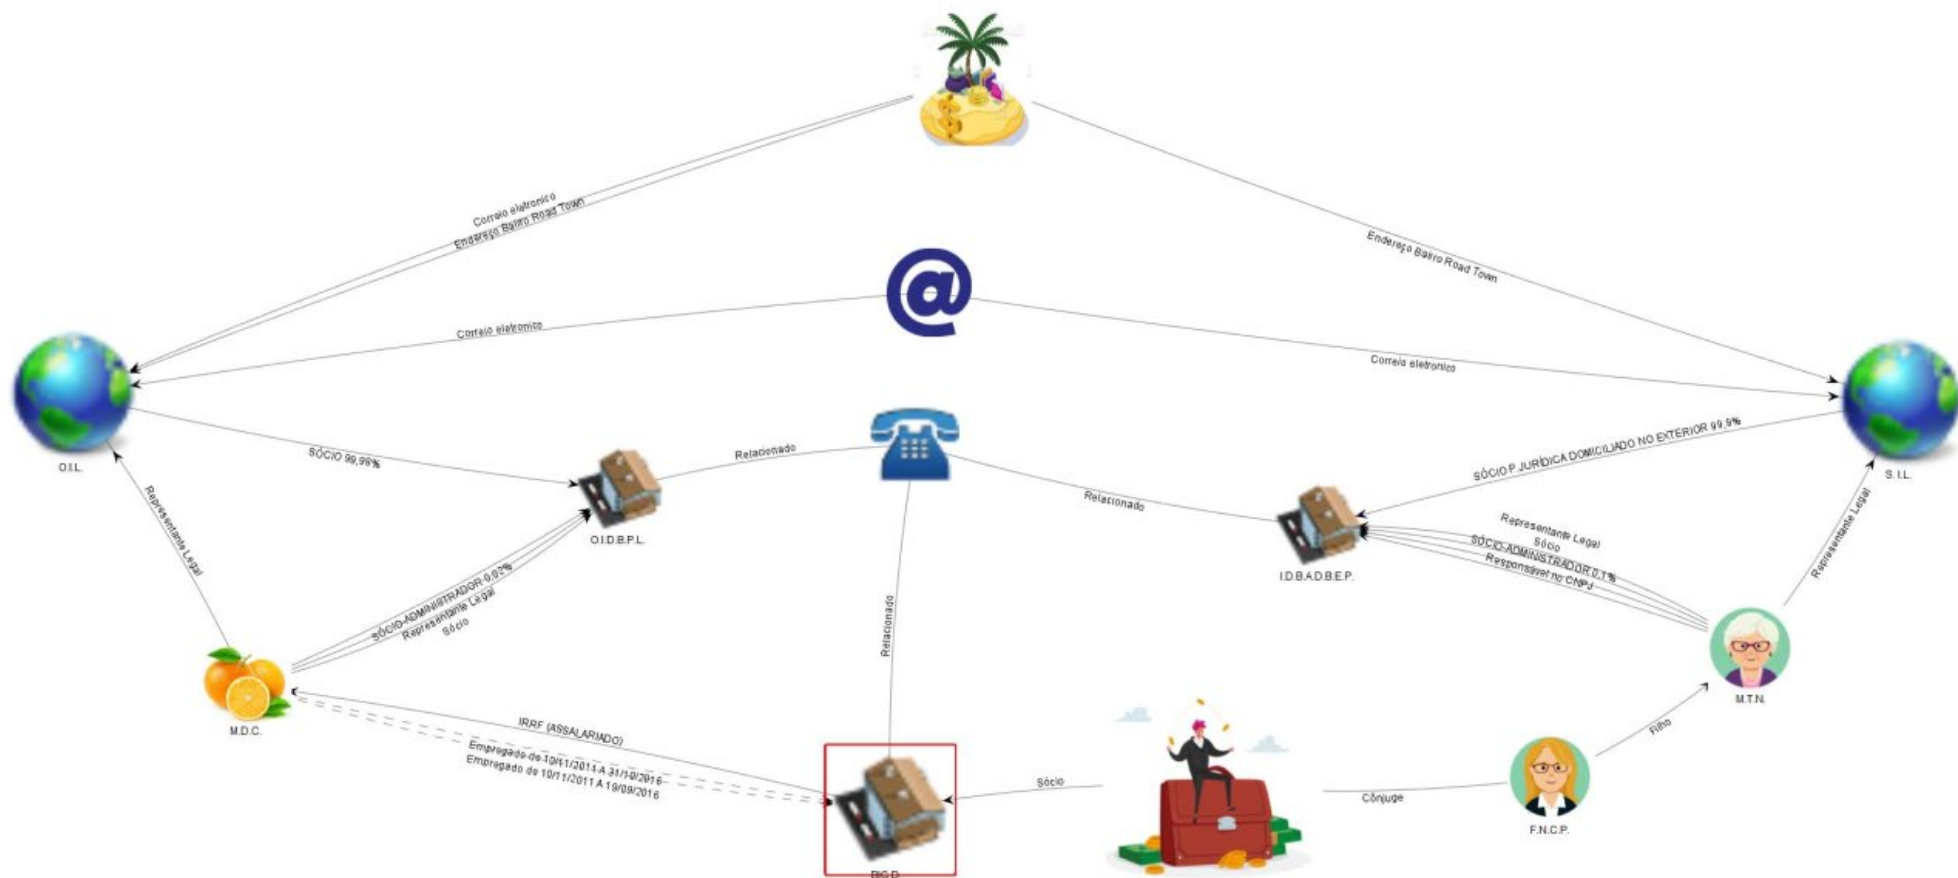 Correio eletronico
Endereço Bairro Road Town
Endereço Bairro Road Town
Correio eletronico
Correio eletronico
O.I.L.
S. I.L.
SÓCIO 99,98%
Relacionado
SÓCIO P.JURÍDICA DOMICILIADO NO EXTERIOR 99,9%
Relacionado
O.I.D.B.P.L.
I.D.B.A.D.B.E.P.
Representante Legal
Representante Legal
Sócio
SÓCIO-ADMINISTRADOR 0,1%
Responsável no CNPJ
Representante Legal
SÓCIO-ADMINISTRADOR 0,02%
Representante Legal
Sócio
Relacionado
M.D.C.
M.T.N.
IRRF (ASSALARIADO)
Empregado de 10/11/2011 A 31/10/2016
Empregado de 10/11/2011 A 19/09/2016
Sócio
Cônjuge
Filho
F.N.C.P.